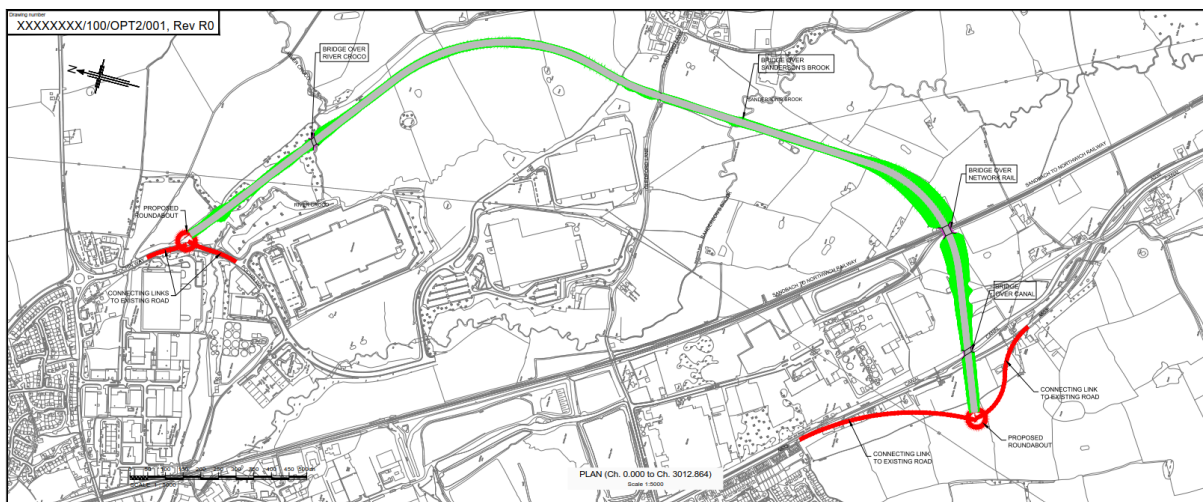 Drawing number
XXXXXXXX/100/OPT2/001, Rev R0
N
BRIDGE OVER
RIVER CROCO
BRIDGE OVER
SANDERSON'S BROOK
SANDERSON'S BROOK
BRIDGE OVER
NETWORK RAIL
SANDBACH TO NORTHWICH RAILWAY
PROPOSED
ROUNDABOUT
RIVER CROCO
SANDBACH TO NORTHWICH RAILWAY
BRIDGE
OVER CANAL
CONNECTING LINKS
TO EXISTING ROAD
CONNECTING LINK
TO EXISTING ROAD
PROPOSED
ROUNDABOUT
CONNECTING LINK
TO EXISTING ROAD
PLAN (Ch. 0.000 to Ch. 3012.864)
Scale 1:5000